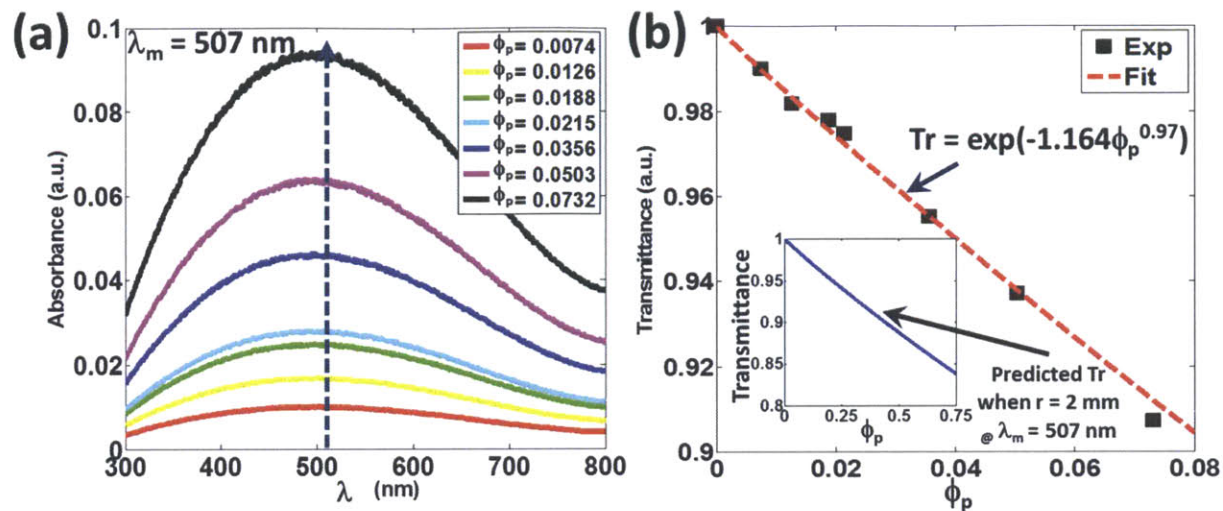 (a)
λm = 507 nm
ϕp = 0.0074
ϕp = 0.0126
ϕp = 0.0188
ϕp = 0.0215
ϕp = 0.0356
ϕp = 0.0503
ϕp = 0.0732
0.1
0.08
0.06
0.04
0.02
0
Absorbance (a.u.)
300 400 500 600 700 800
λ (nm)
(b)
Exp
Fit
Tr = exp(-1.164ϕp^0.97)
1
0.98
0.96
0.94
0.92
0.9
Transmittance (a.u.)
0 0.02 0.04 0.06 0.08
ϕp
1
0.95
0.9
0.85
0.8
Transmittance
0 0.25 0.5 0.75
ϕp
Predicted Tr
when r = 2 mm
@ λm = 507 nm